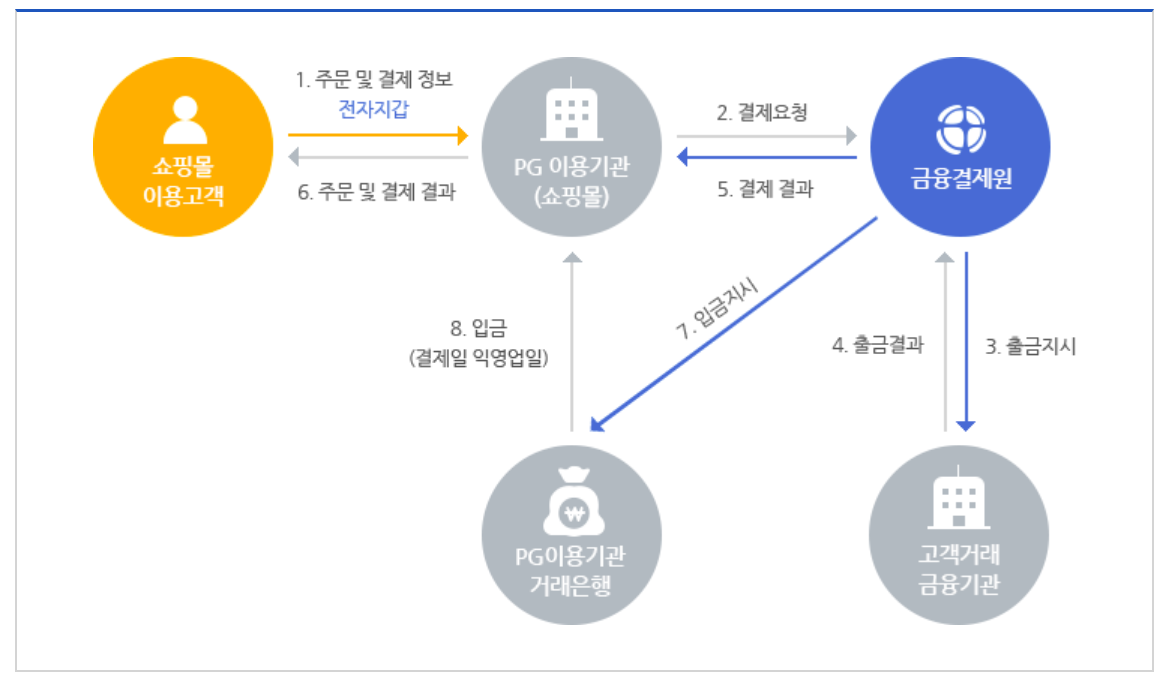 1. 주문 및 결제 정보
전자지갑
6. 주문 및 결제 결과
쇼핑몰
이용고객
PG 이용기관
(쇼핑몰)
2. 결제요청
5. 결제 결과
금융결제원
7. 입금지시
8. 입금
(결제일 익영업일)
4. 출금결과
3. 출금지시
₩
PG이용기관
거래은행
고객거래
금융기관